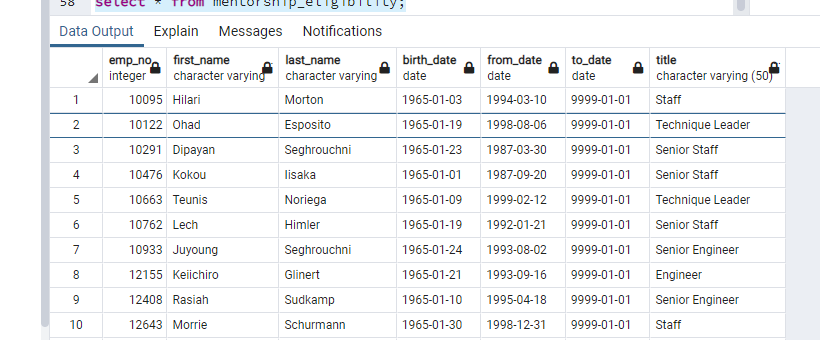 58 select * from mentorship_eligibility;
Data Output Explain Messages Notifications
emp_no first_name last_name birth_date from_date to_date title
integer character varying character varying date date date character varying (50)
1 10095 Hilari Morton 1965-01-03 1994-03-10 9999-01-01 Staff
2 10122 Ohad Esposito 1965-01-19 1998-08-06 9999-01-01 Technique Leader
3 10291 Dipayan Seghrouchni 1965-01-23 1987-03-30 9999-01-01 Senior Staff
4 10476 Kokou Iisaka 1965-01-01 1987-09-20 9999-01-01 Senior Staff
5 10663 Teunis Noriega 1965-01-09 1999-02-12 9999-01-01 Technique Leader
6 10762 Lech Himler 1965-01-19 1992-01-21 9999-01-01 Senior Staff
7 10933 Juyoung Seghrouchni 1965-01-24 1993-08-02 9999-01-01 Senior Engineer
8 12155 Keiichiro Glinert 1965-01-21 1993-09-16 9999-01-01 Engineer
9 12408 Rasiah Sudkamp 1965-01-10 1995-04-18 9999-01-01 Senior Engineer
10 12643 Morrie Schurmann 1965-01-30 1998-12-31 9999-01-01 Staff